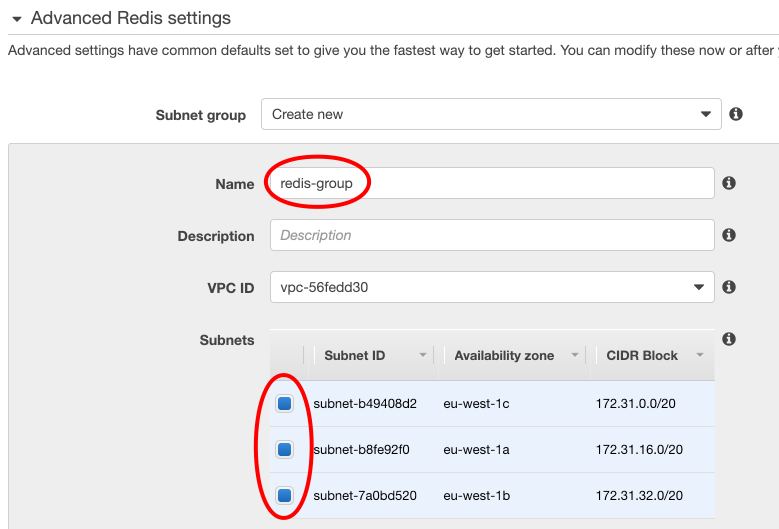 Advanced Redis settings
Advanced settings have common defaults set to give you the fastest way to get started. You can modify these now or after
Subnet group Create new
Name redis-group
Description Description
VPC ID vpc-56fedd30
Subnets
Subnet ID Availability zone CIDR Block
subnet-b49408d2 eu-west-1c 172.31.0.0/20
subnet-b8fe92f0 eu-west-1a 172.31.16.0/20
subnet-7a0bd520 eu-west-1b 172.31.32.0/20